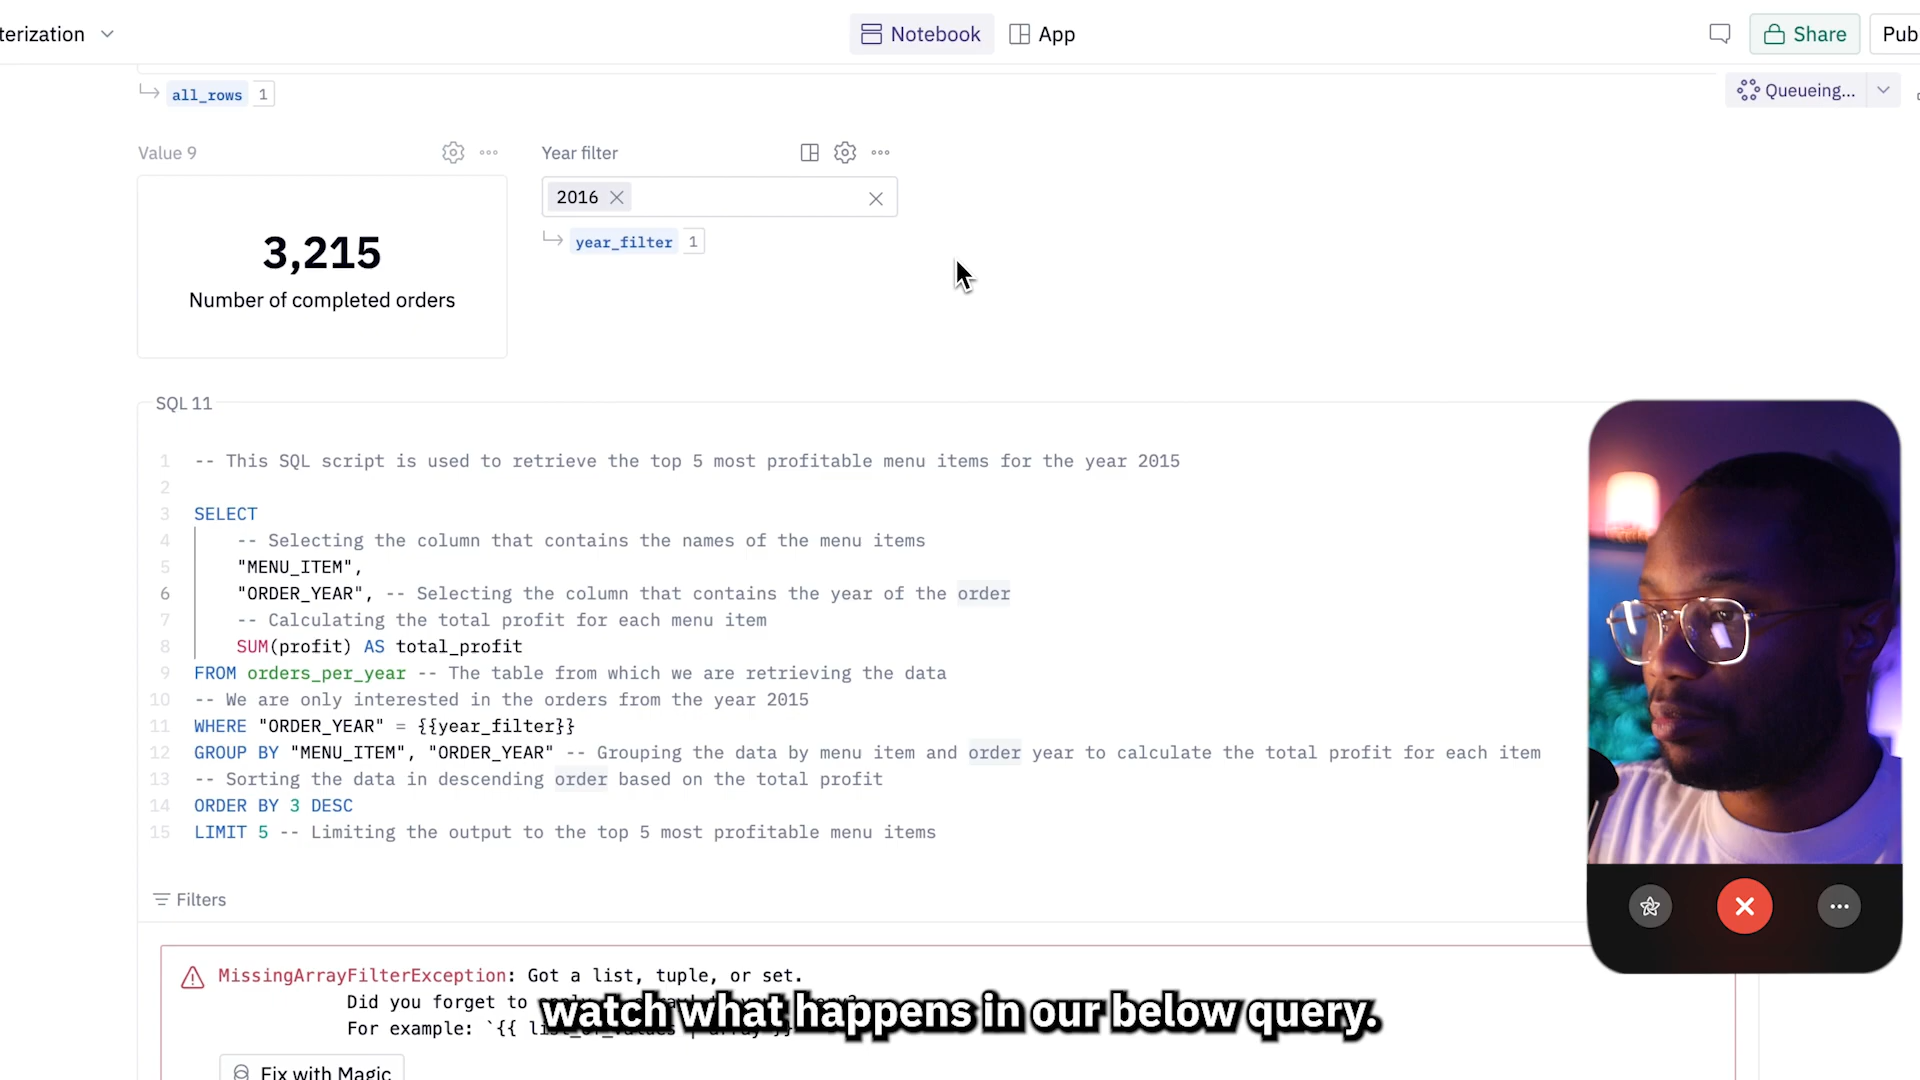 terization
Notebook
App
Share
Pub
all_rows 1
Queueing...
Value 9
Year filter
2016
3,215
year_filter 1
Number of completed orders
SQL 11
1 -- This SQL script is used to retrieve the top 5 most profitable menu items for the year 2015
2
3 SELECT
4 -- Selecting the column that contains the names of the menu items
5 "MENU_ITEM",
6 "ORDER_YEAR", -- Selecting the column that contains the year of the order
7 -- Calculating the total profit for each menu item
8 SUM(profit) AS total_profit
9 FROM orders_per_year -- The table from which we are retrieving the data
10 -- We are only interested in the orders from the year 2015
11 WHERE "ORDER_YEAR" = {{year_filter}}
12 GROUP BY "MENU_ITEM", "ORDER_YEAR" -- Grouping the data by menu item and order year to calculate the total profit for each item
13 -- Sorting the data in descending order based on the total profit
14 ORDER BY 3 DESC
15 LIMIT 5 -- Limiting the output to the top 5 most profitable menu items
Filters
MissingArrayFilterException: Got a list, tuple, or set.
Did you forget to
For example: `{{
watch what happens in our below query.
Fix with Magic